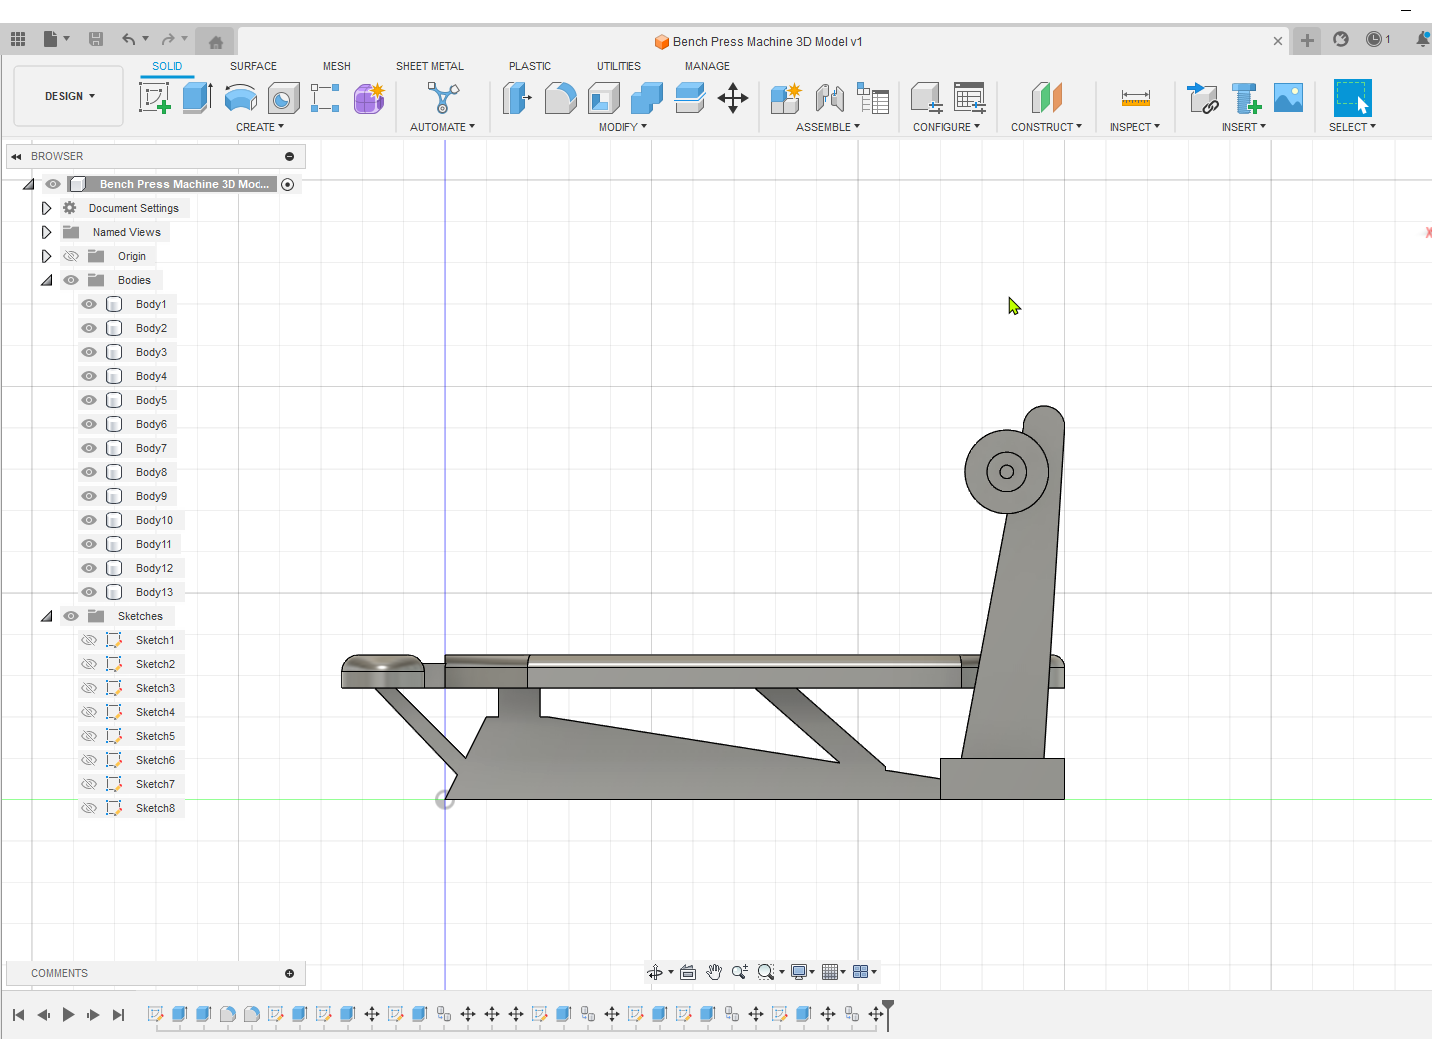 Bench Press Machine 3D Model v1
1
SOLID SURFACE MESH SHEET METAL PLASTIC UTILITIES MANAGE
DESIGN
CREATE AUTOMATE MODIFY ASSEMBLE CONFIGURE CONSTRUCT INSPECT INSERT SELECT
BROWSER
Bench Press Machine 3D Moc...
Document Settings
Named Views
Origin
Bodies
Body1
Body2
Body3
Body4
Body5
Body6
Body7
Body8
Body9
Body10
Body11
Body12
Body13
Sketches
Sketch1
Sketch2
Sketch3
Sketch4
Sketch5
Sketch6
Sketch7
Sketch8
COMMENTS